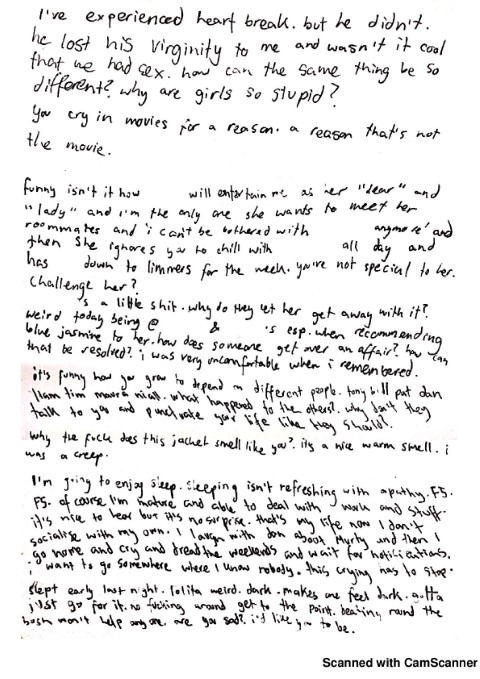 I've experienced heart break. but he didn't.
he lost his virginity to me and wasn't it cool
that we had sex. how can the same thing be so
different? why are girls so stupid?
You cry in movies for a reason. a reason that's not
the movie.
funny isn't it how will entertain me as her "dear" and
"lady" and i'm the only one she wants to meet her
roommates and i can't be bothered with anymore' and
then she ignores you to chill with all day and
has down to limmers for the week. you're not special to her.
challenge her?
's a little shit. why do they let her get away with it?
weird today being @ & 's esp. when recommending
blue jasmine to her. how does someone get over an affair? how can
that be resolved? i was very uncomfortable when i remembered.
it's funny how you grow to depend on different people. tony bill pat dan
liam tim maura niall. what happened to the others? why don't they
talk to you and punctuate your life like they should?
why the fuck does this jacket smell like you? its a nice warm smell. i
was a creep.
I'm going to enjoy sleep. sleeping isn't refreshing with apathy. F5.
F5. of course I'm mature and able to deal with work and stuff.
it's nice to hear but it's no surprise. that's my life now I don't
socialise with my own. I laugh with don about Murty and then I
go home and cry and dread the weekends and wait for notifications.
i want to go somewhere where I know nobody. this crying has to stop.
slept early last night. lolita weird. dark. makes one feel dark. gotta
just go for it. no fucking around get to the point. beating round the
bush won't help anyone. are you sad? i'd like you to be.
Scanned with CamScanner